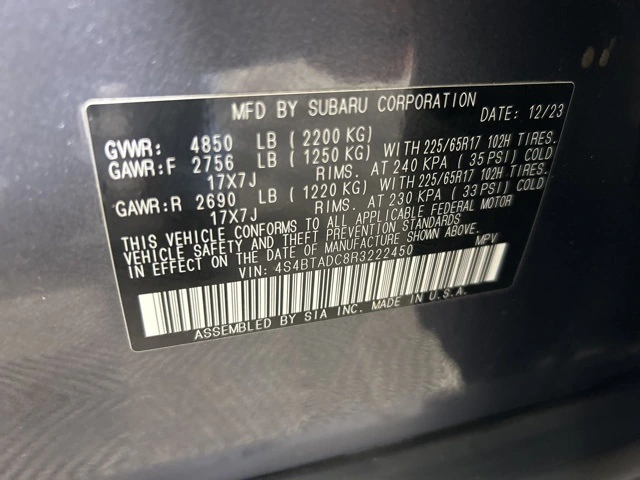 MFD BY SUBARU CORPORATION DATE: 12/23
GVWR: 4850 LB ( 2200 KG)
GAWR:F 2756 LB ( 1250 KG) WITH 225/65R17 102H TIRES.
17X7J RIMS. AT 240 KPA ( 35 PSI) COLD
GAWR:R 2690 LB ( 1220 KG) WITH 225/65R17 102H TIRES.
17X7J RIMS. AT 230 KPA ( 33 PSI) COLD
THIS VEHICLE CONFORMS TO ALL APPLICABLE FEDERAL MOTOR
VEHICLE SAFETY AND THEFT PREVENTION STANDARDS
IN EFFECT ON THE DATE OF MANUFACTURE SHOWN ABOVE.
VIN: 4S4BTADC8R3222450 MPV
ASSEMBLED BY SIA INC. MADE IN U.S.A.